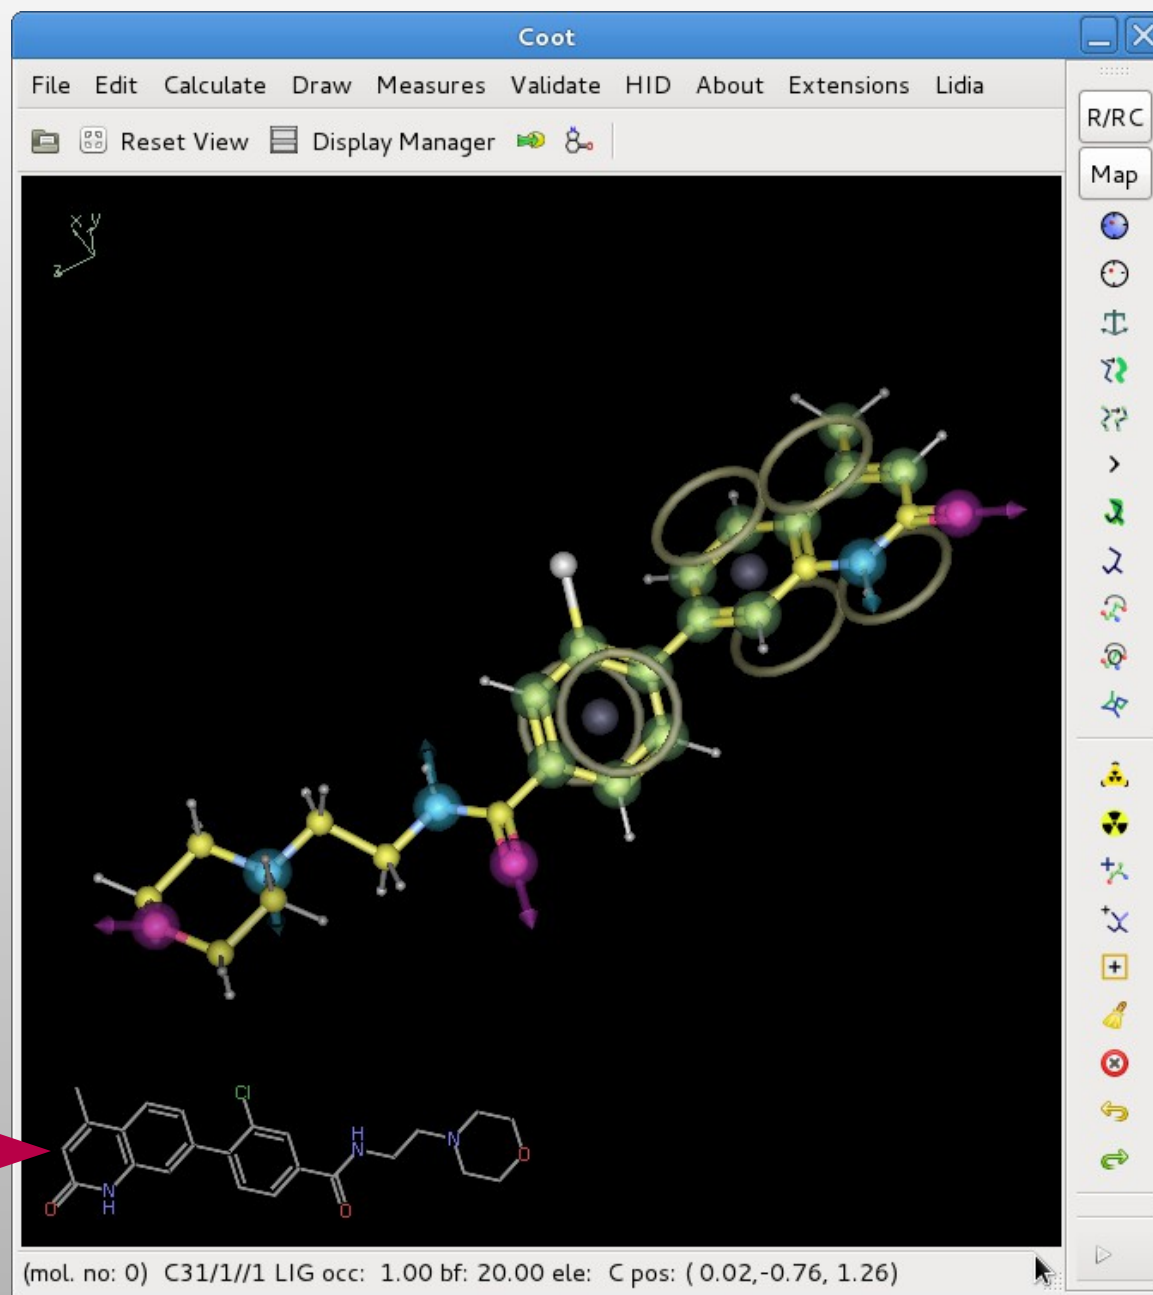 Coot
File Edit Calculate Draw Measures Validate HID About Extensions Lidia
R/RC
Reset View Display Manager
Map
x y
z
Cl
H
N
N
O
O
N
H
O
(mol. no: 0) C31/1//1 LIG occ: 1.00 bf: 20.00 ele: C pos: ( 0.02,-0.76, 1.26)